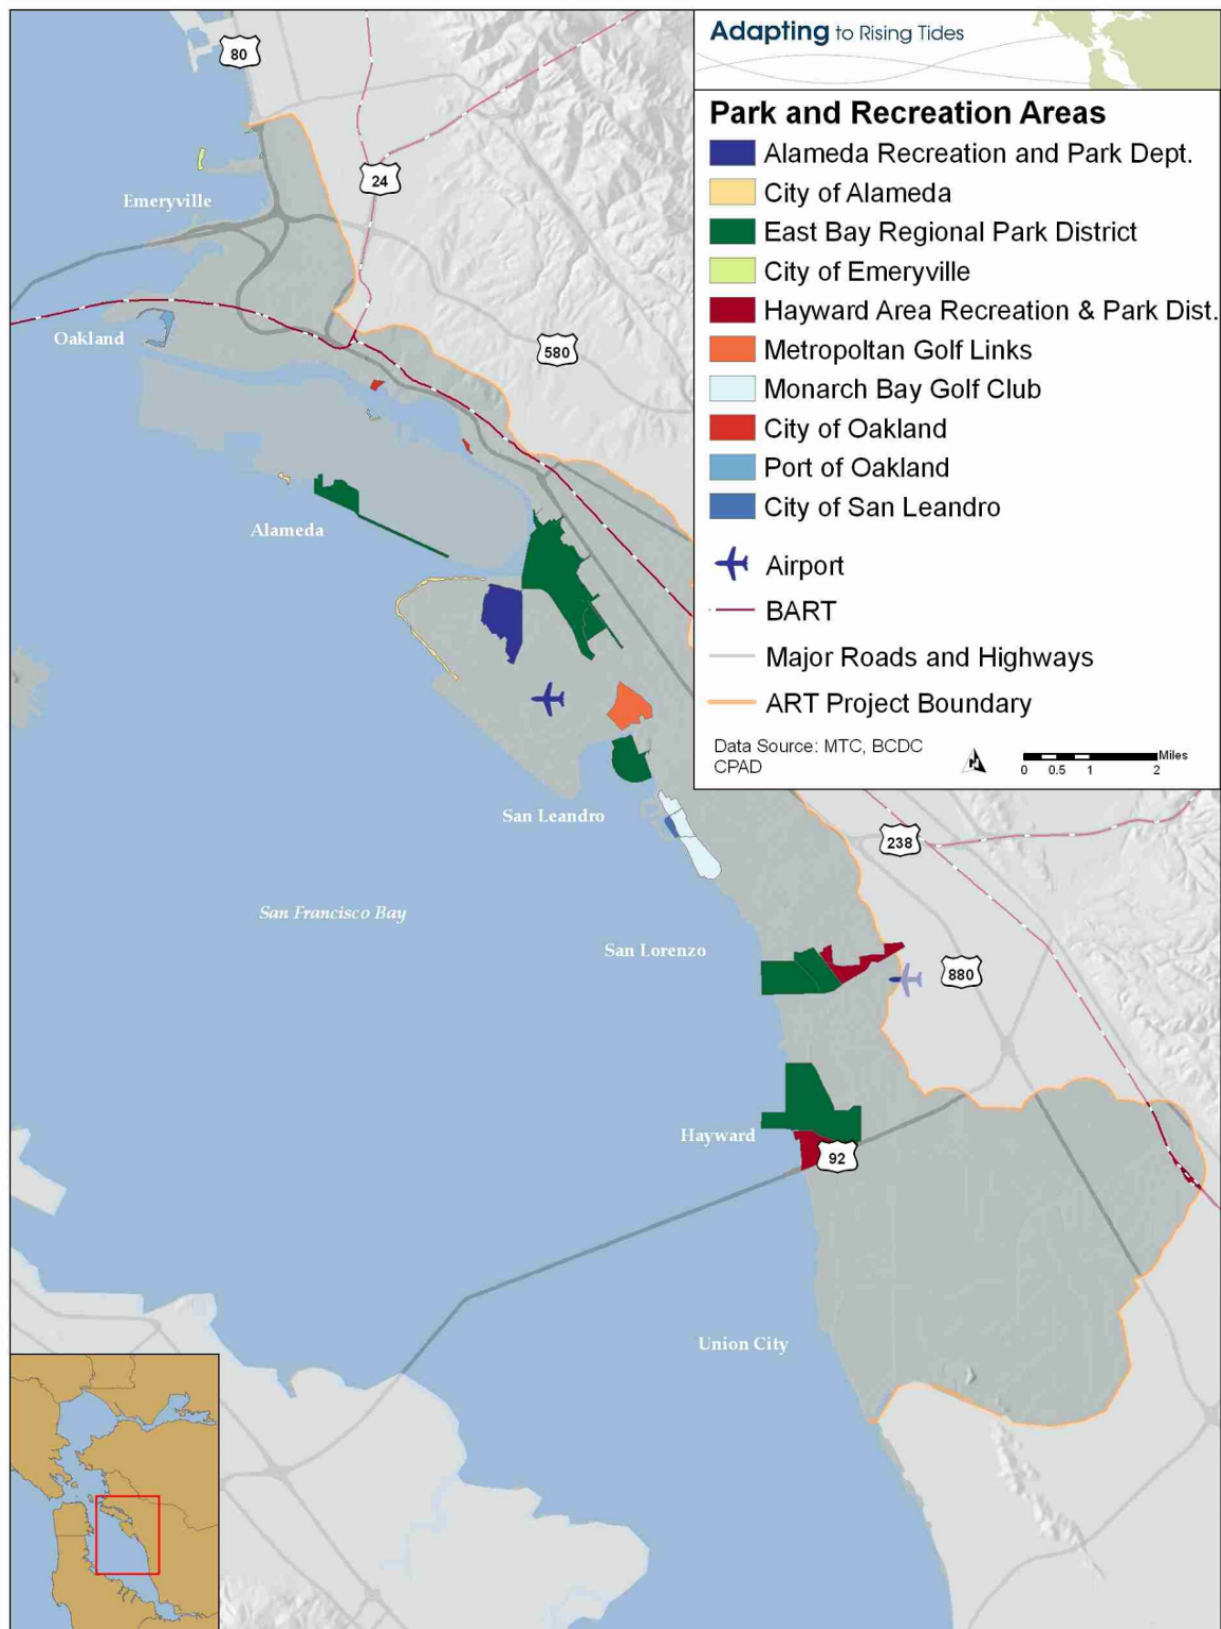 Adapting to Rising Tides
Park and Recreation Areas
Alameda Recreation and Park Dept.
City of Alameda
East Bay Regional Park District
City of Emeryville
Hayward Area Recreation & Park Dist.
Metropoltan Golf Links
Monarch Bay Golf Club
City of Oakland
Port of Oakland
City of San Leandro
Airport
BART
Major Roads and Highways
ART Project Boundary
Data Source: MTC, BCDC
CPAD
N
Miles
0 0.5 1 2
80
24
Emeryville
Oakland
580
Alameda
San Leandro
238
San Francisco Bay
San Lorenzo
880
Hayward
92
Union City